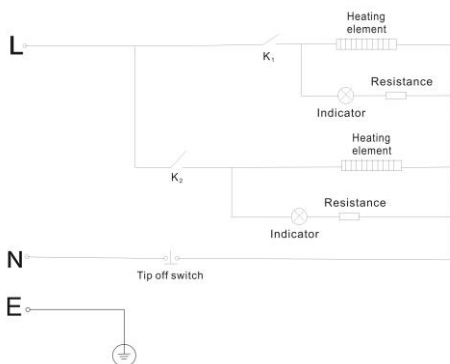 Heating
element
L
K1
Resistance
Indicator
Heating
element
K2
Resistance
Indicator
N
Tip off switch
E